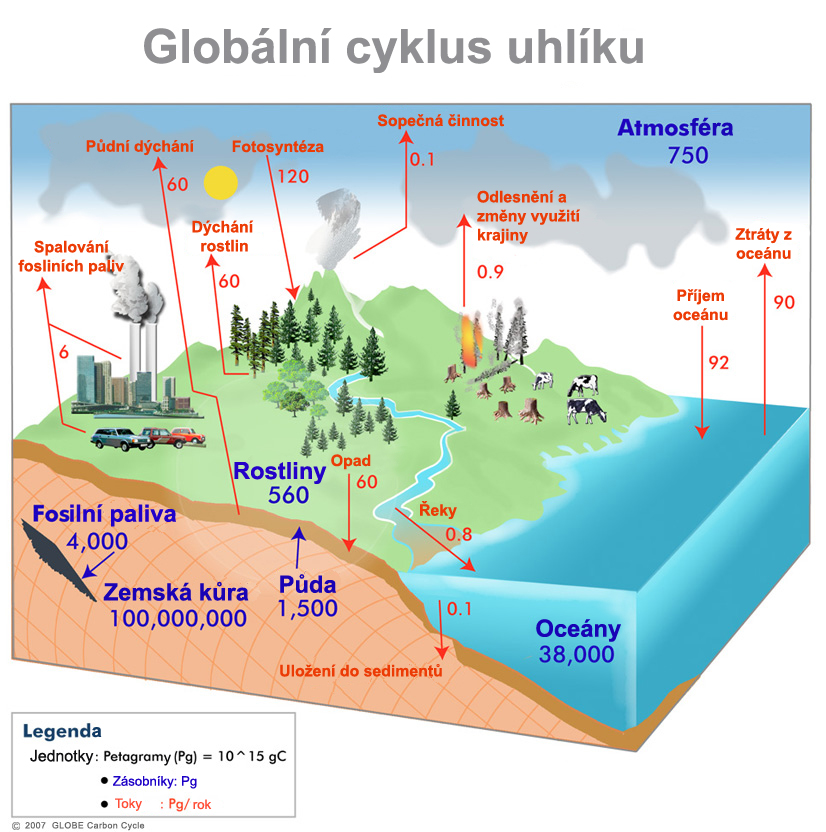 Globální cyklus uhlíku
Sopečná činnost
0.1
Atmosféra
750
Půdní dýchání
60
Fotosyntéza
120
Odlesnění a
změny využití
krajiny
0.9
Dýchání
rostlin
60
Ztráty z
oceánu
90
Spalování
fosliních paliv
6
Příjem
oceánu
92
Rostliny
560
Opad
60
Řeky
0.8
Fosilní paliva
4,000
Zemská kůra
100,000,000
Půda
1,500
0.1
Oceány
38,000
Uložení do sedimentů
Legenda
Jednotky: Petagramy (Pg) = 10^15 gC
• Zásobníky: Pg
• Toky : Pg/ rok
© 2007 GLOBE Carbon Cycle